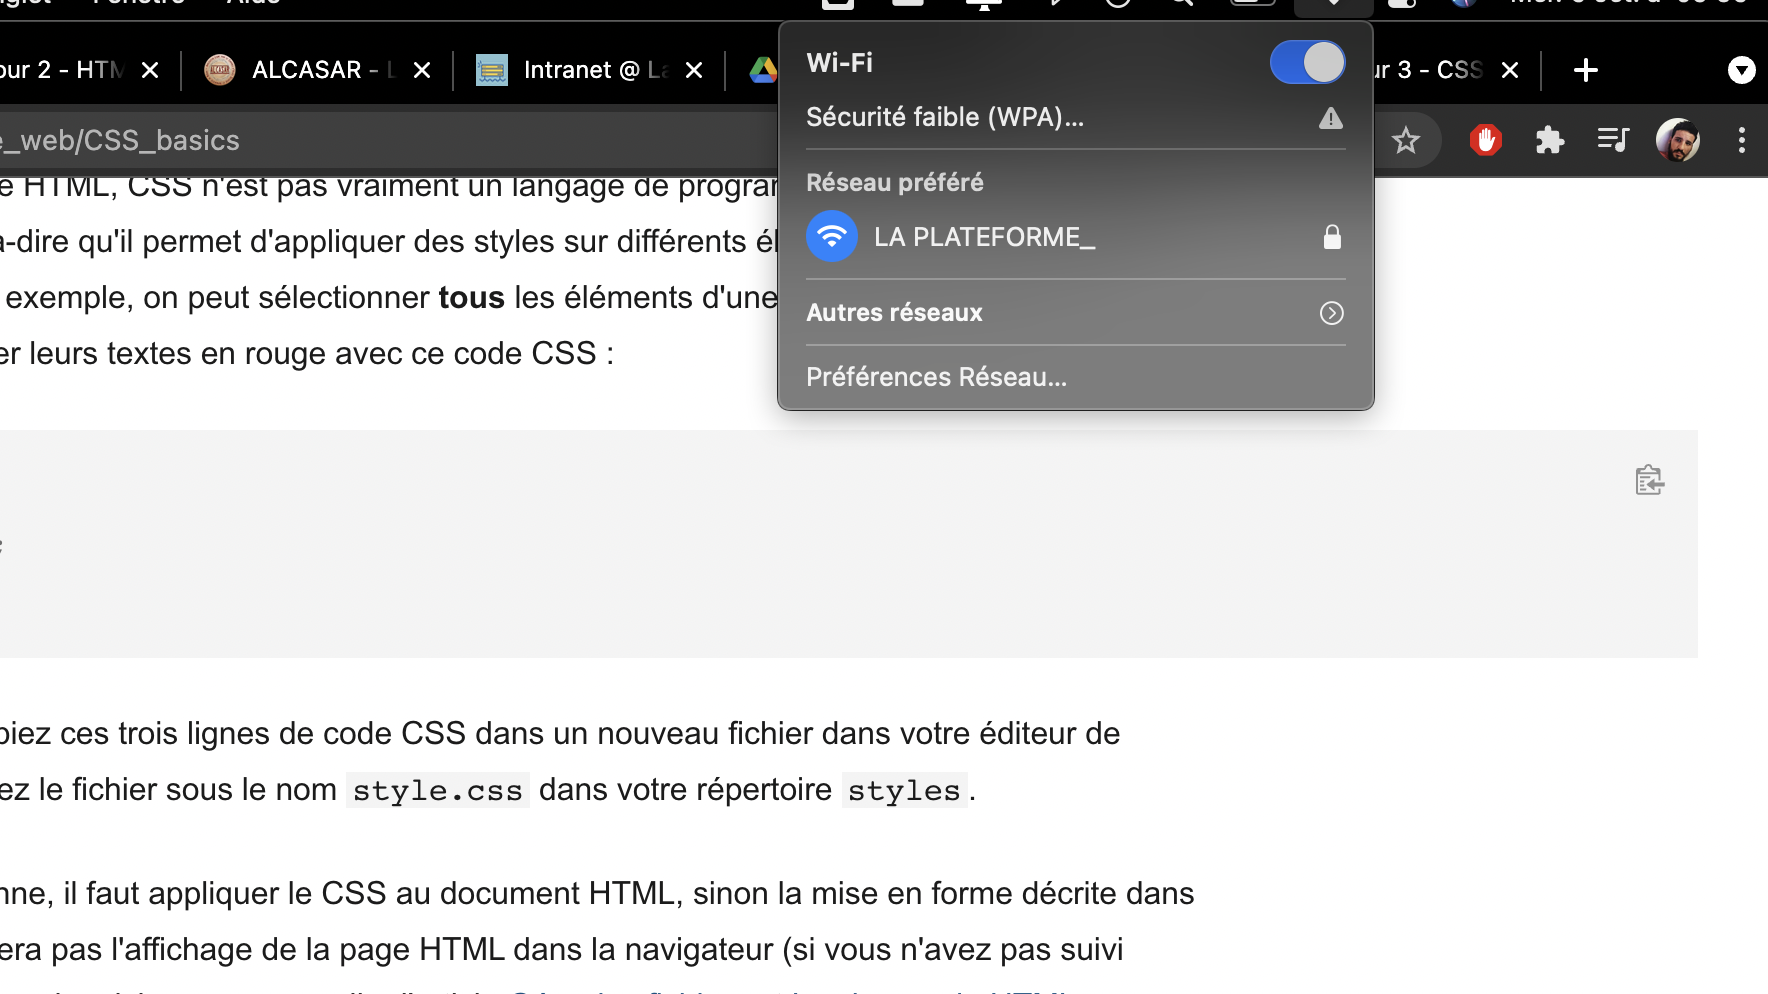 our 2 - HTM
ALCASAR - L
Intranet @ La
ur 3 - CSS
e_web/CSS_basics
Wi-Fi
Sécurité faible (WPA)...
Réseau préféré
LA PLATEFORME_
Autres réseaux
Préférences Réseau...
e HTML, CSS n'est pas vraiment un langage de program
à-dire qu'il permet d'appliquer des styles sur différents él
exemple, on peut sélectionner tous les éléments d'une
er leurs textes en rouge avec ce code CSS :
piez ces trois lignes de code CSS dans un nouveau fichier dans votre éditeur de
ez le fichier sous le nom style.css dans votre répertoire styles.
nne, il faut appliquer le CSS au document HTML, sinon la mise en forme décrite dans
era pas l'affichage de la page HTML dans la navigateur (si vous n'avez pas suivi